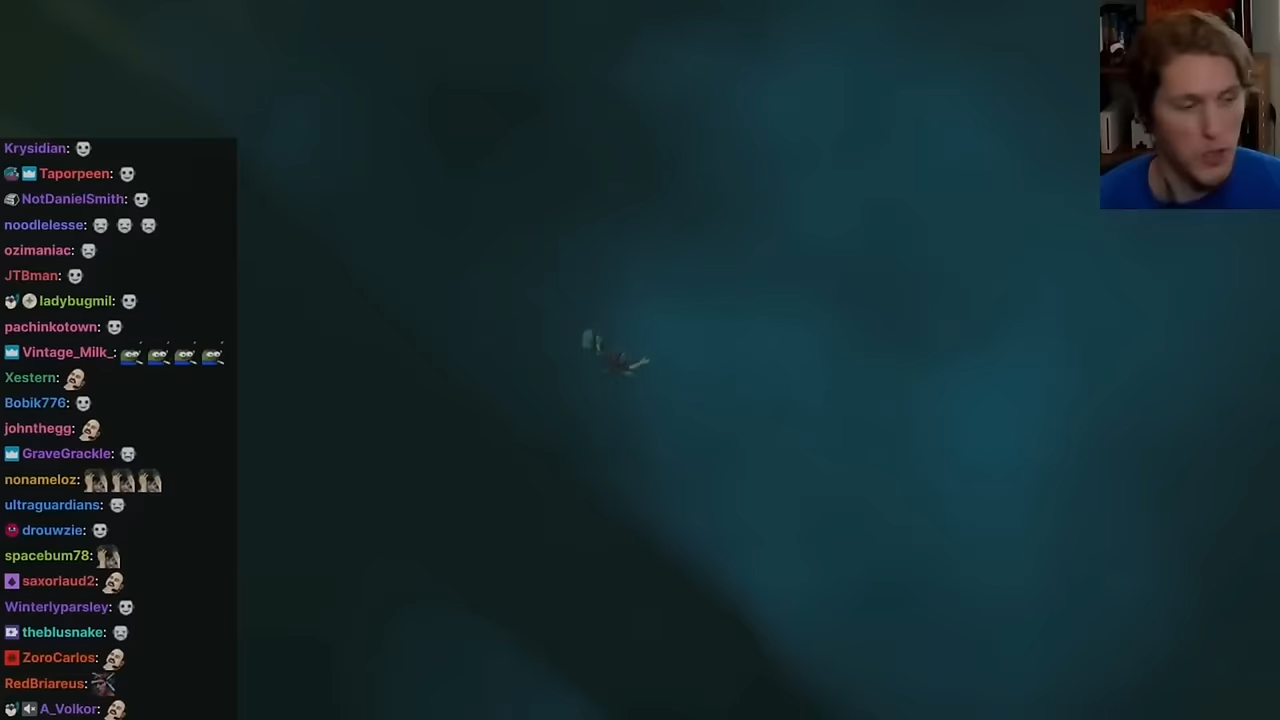 Krysidian:
Taporpeen:
NotDanielSmith:
noodlelesse:
ozimaniac:
JTBman:
ladybugmil:
pachinkotown:
Vintage_Milk_:
Xestern:
Bobik776:
johnthegg:
GraveGrackle:
nonameloz:
ultraguardians:
drouwzie:
spacebum78:
saxorlaud2:
Winterlyparsley:
theblusnake:
ZoroCarlos:
RedBriareus:
A_Volkor: